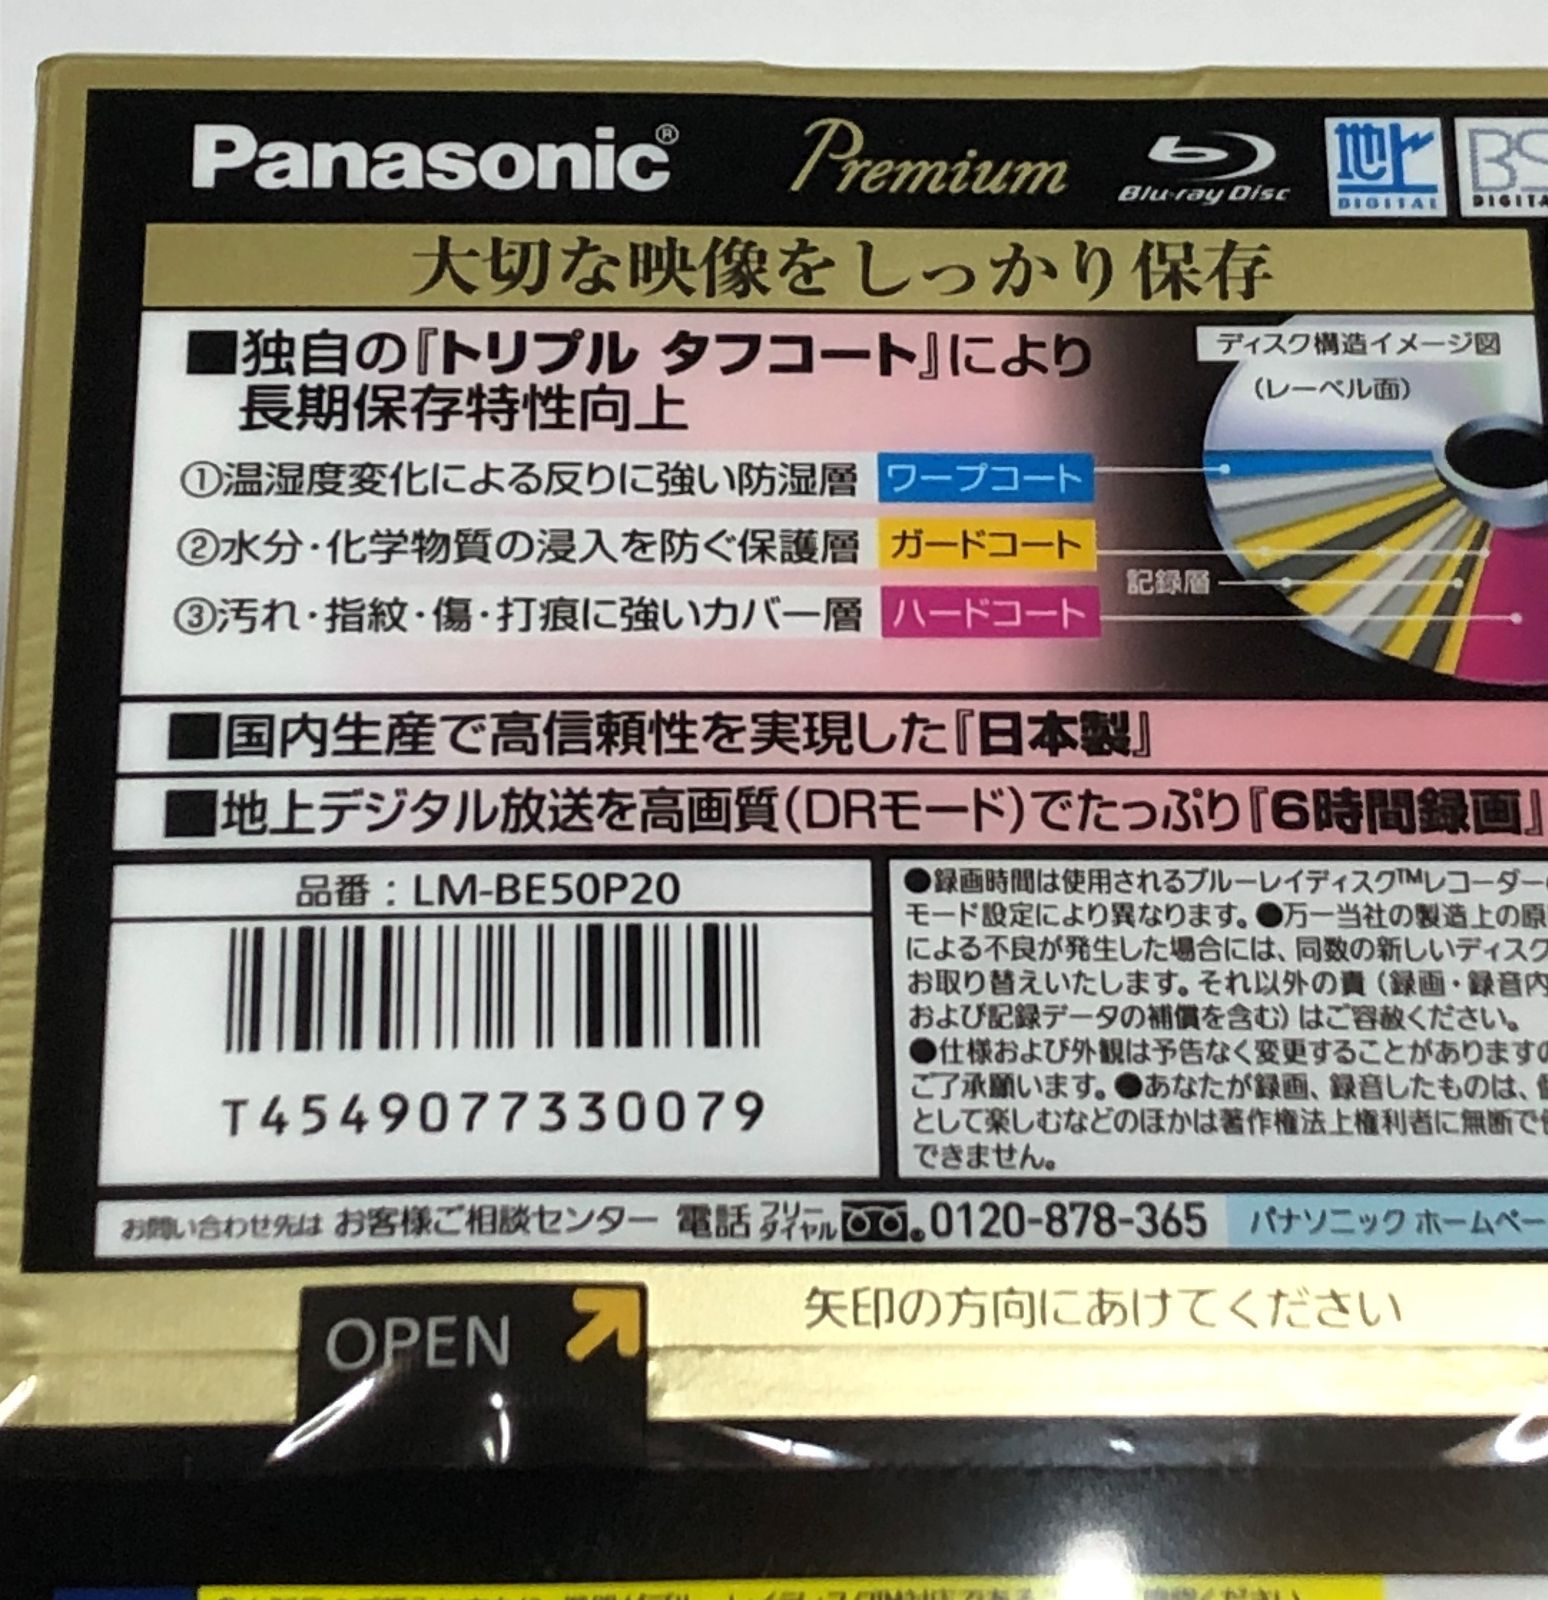 Panasonic®
Premium
Blu-ray Disc
地上
DIGITAL
BS
DIGITA
大切な映像をしっかり保存
■独自の『トリプル タフコート』により
長期保存特性向上
①温湿度変化による反りに強い防湿層 ワープコート
②水分・化学物質の浸入を防ぐ保護層 ガードコート
③汚れ・指紋・傷・打痕に強いカバー層 ハードコート
ディスク構造イメージ図
(レーベル面)
記録層
■国内生産で高信頼性を実現した『日本製』
■地上デジタル放送を高画質(DRモード)でたっぷり『6時間録画』
品番：LM-BE50P20
T4549077330079
●録画時間は使用されるブルーレイディスク™レコーダー
モード設定により異なります。●万一当社の製造上の原
による不良が発生した場合には、同数の新しいディスク
お取り替えいたします。それ以外の責(録画・録音内
および記録データの補償を含む)はご容赦ください。
●仕様および外観は予告なく変更することがありますの
ご了承願います。●あなたが録画、録音したものは、
として楽しむなどのほかは著作権法上権利者に無断で
できません。
お問い合わせ先は お客様ご相談センター 電話 フリーダイヤル 0120-878-365 パナソニック ホームペー
OPEN
矢印の方向にあけてください